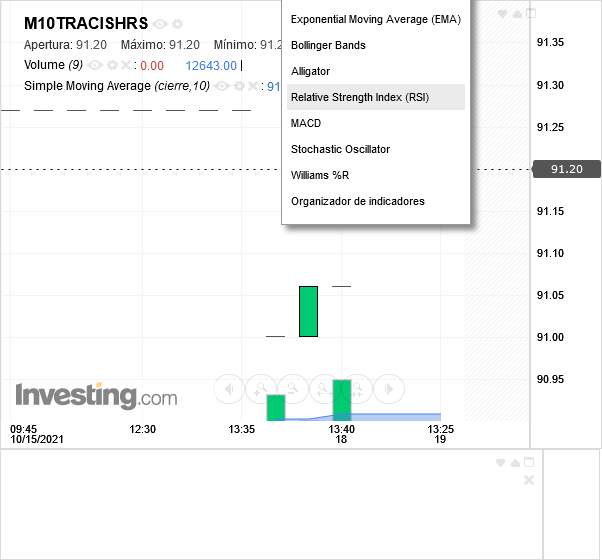 M10TRACISHRS
Apertura: 91.20 Máximo: 91.20 Mínimo: 91.2
Volume (9) : 0.00 12643.00 |
Simple Moving Average (cierre,10) : 91
Exponential Moving Average (EMA)
Bollinger Bands
Alligator
Relative Strength Index (RSI)
MACD
Stochastic Oscillator
Williams %R
Organizador de indicadores
91.35
91.30
91.25
91.20
91.15
91.10
91.05
91.00
90.95
Investing.com
09:45 12:30 13:35 13:40 13:25
10/15/2021 18 19